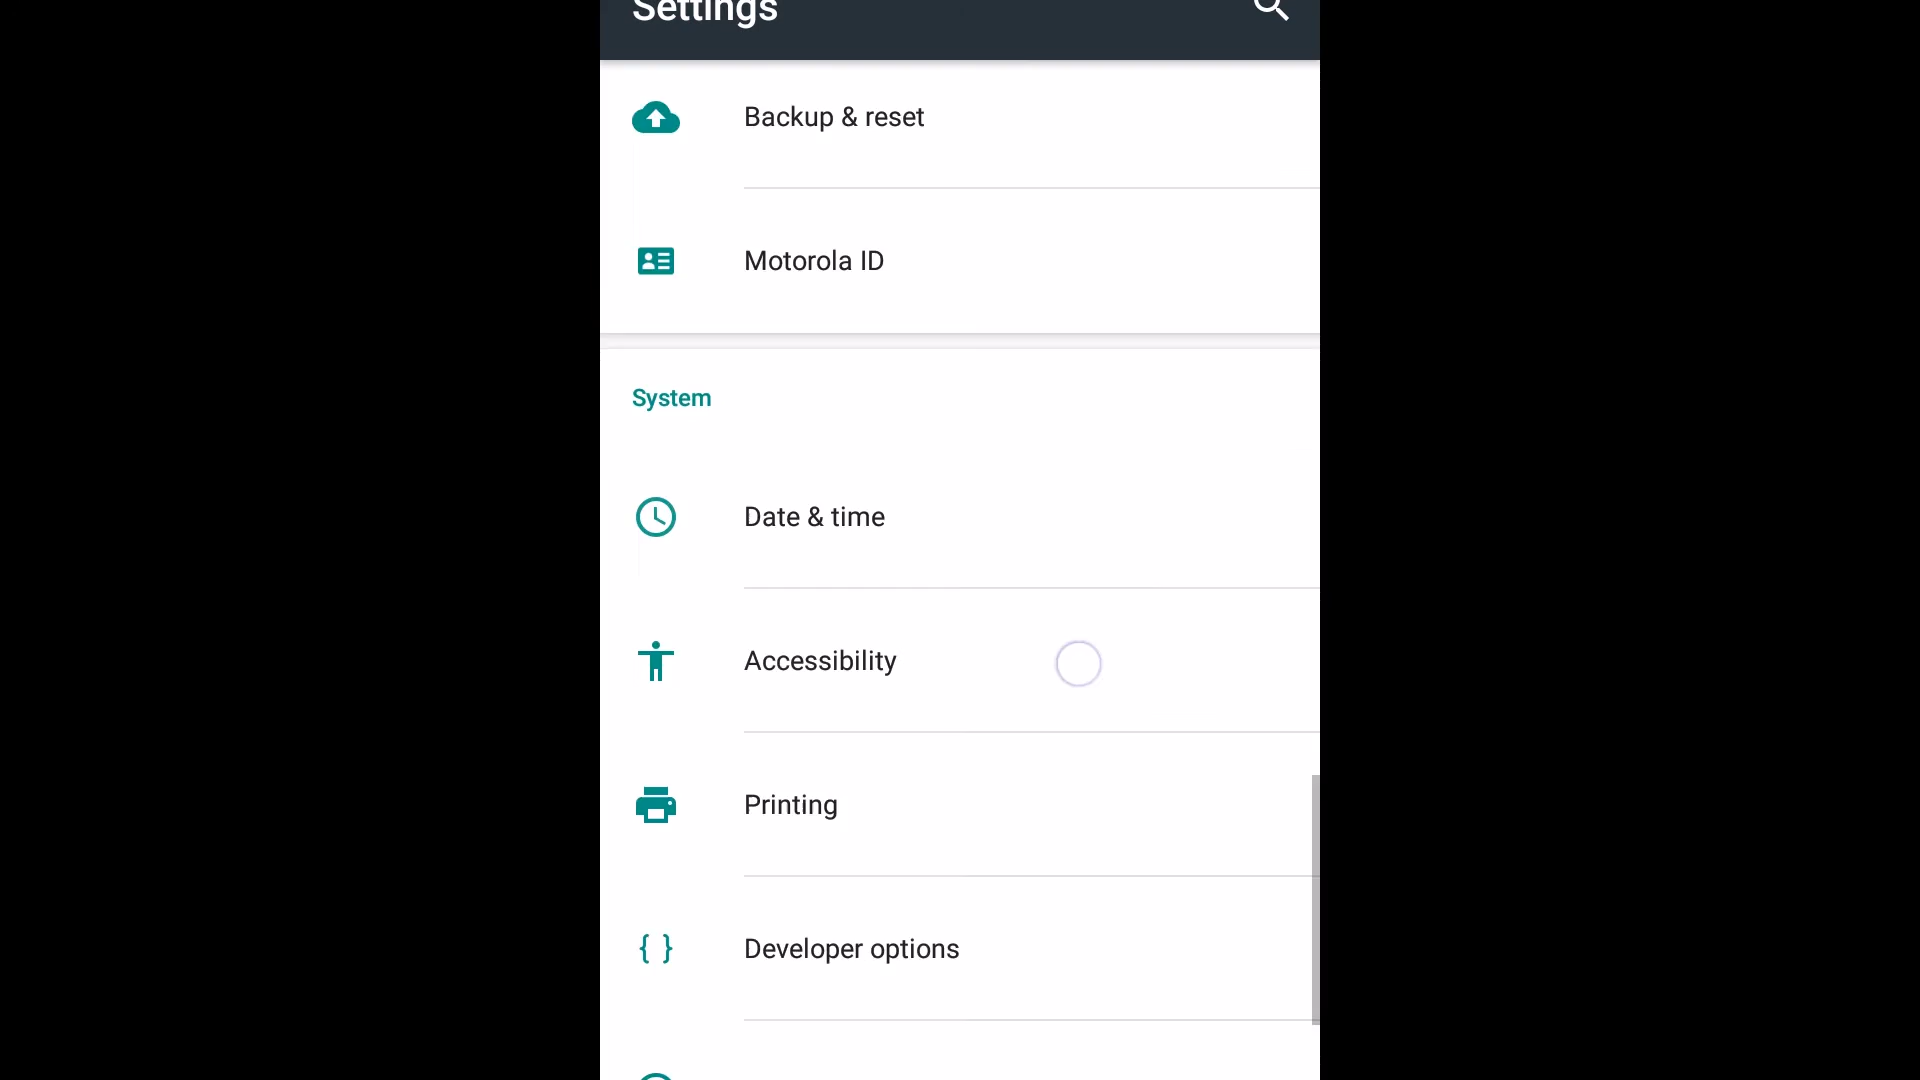 Settings
Backup & reset
Motorola ID
System
Date & time
Accessibility
Printing
Developer options